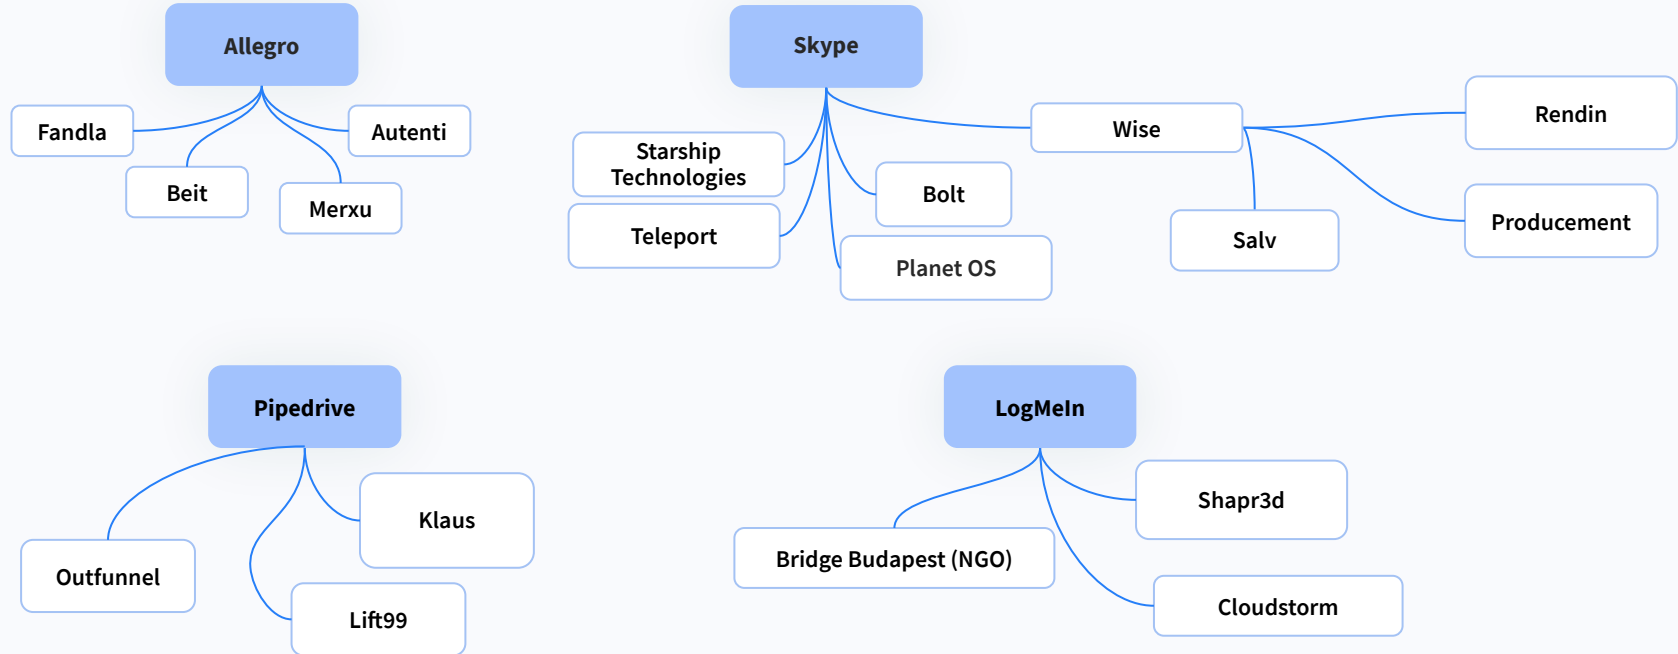 Allegro
Fandla
Autenti
Beit
Merxu
Skype
Starship
Technologies
Teleport
Bolt
Planet OS
Wise
Rendin
Salv
Producement
Pipedrive
Klaus
Outfunnel
Lift99
LogMeIn
Shapr3d
Bridge Budapest (NGO)
Cloudstorm